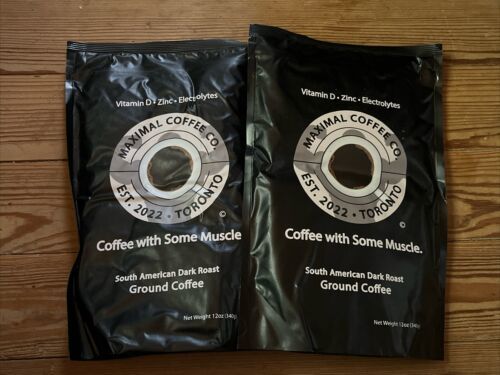 Vitamin D • Zinc • Electrolytes
MAXIMAL COFFEE CO.
EST. 2022 • TORONTO
©
Coffee with Some Muscle
South American Dark Roast
Ground Coffee
Net Weight 12oz (340g)
Vitamin D • Zinc • Electrolytes
MAXIMAL COFFEE CO.
EST. 2022 • TORONTO
©
Coffee with Some Muscle.
South American Dark Roast
Ground Coffee
Net Weight 12oz (340g)